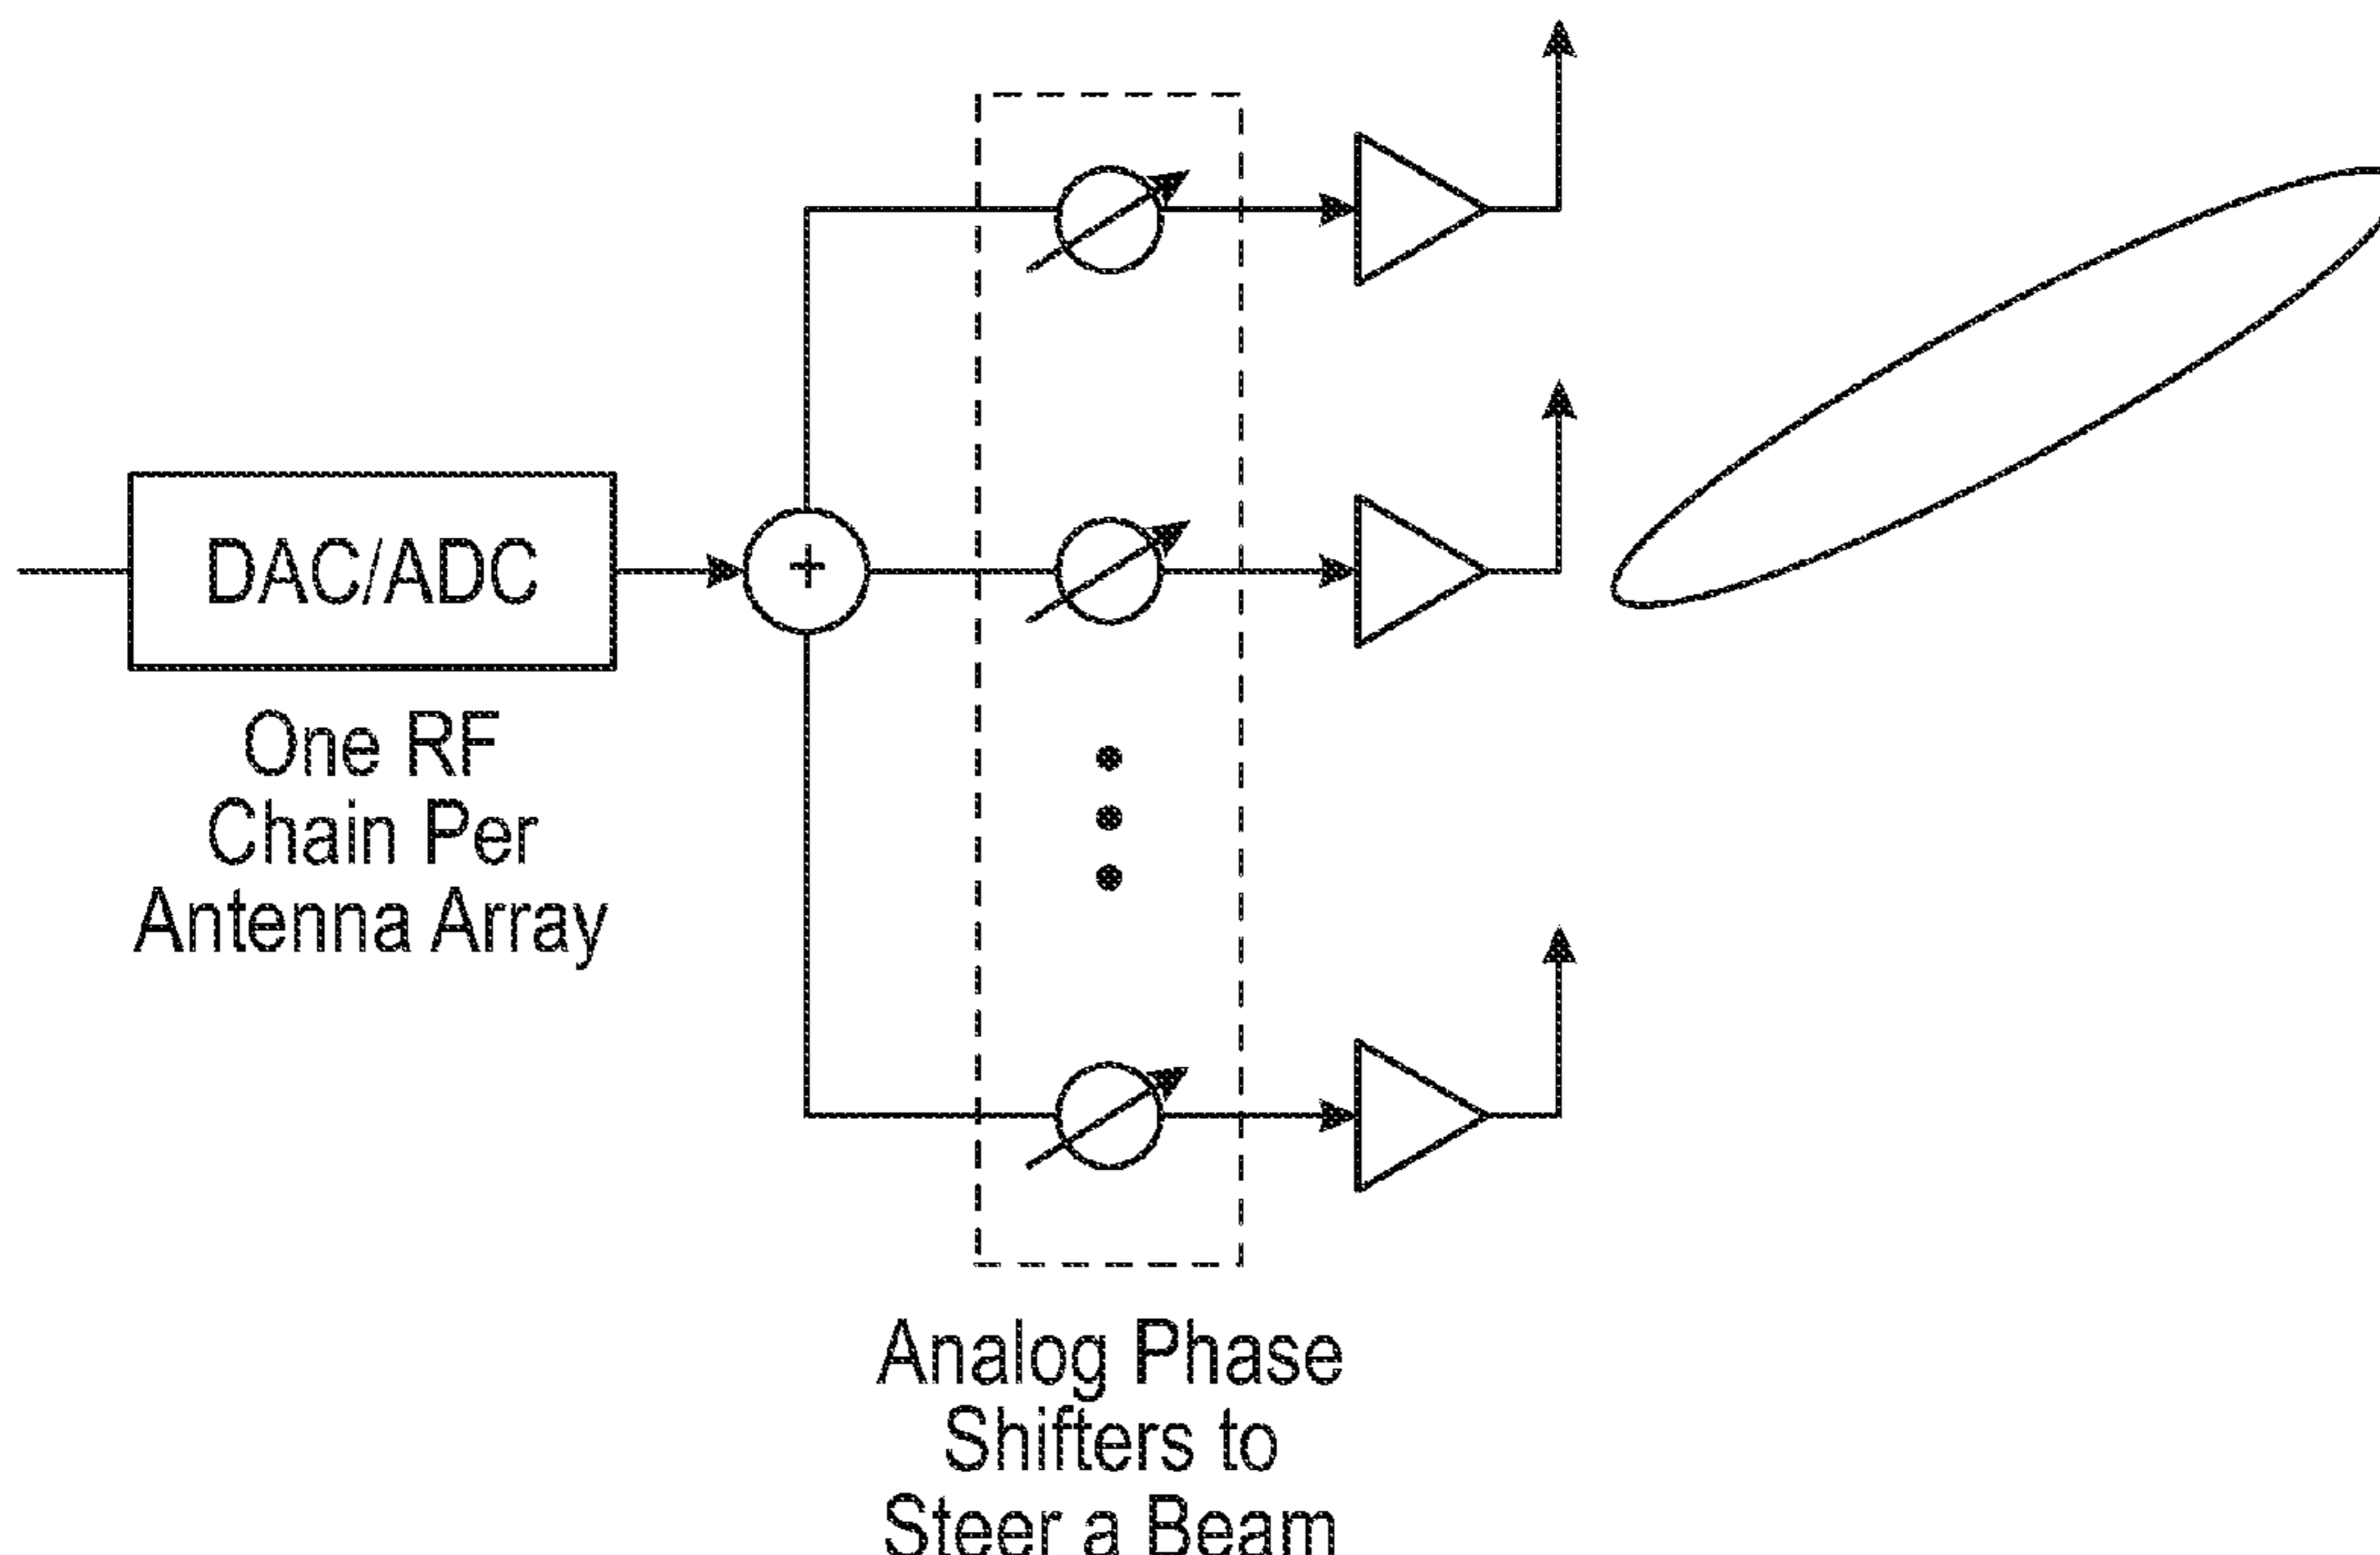 DAC/ADC
+
One RF
Chain Per
Antenna Array
Analog Phase
Shifters to
Steer a Beam